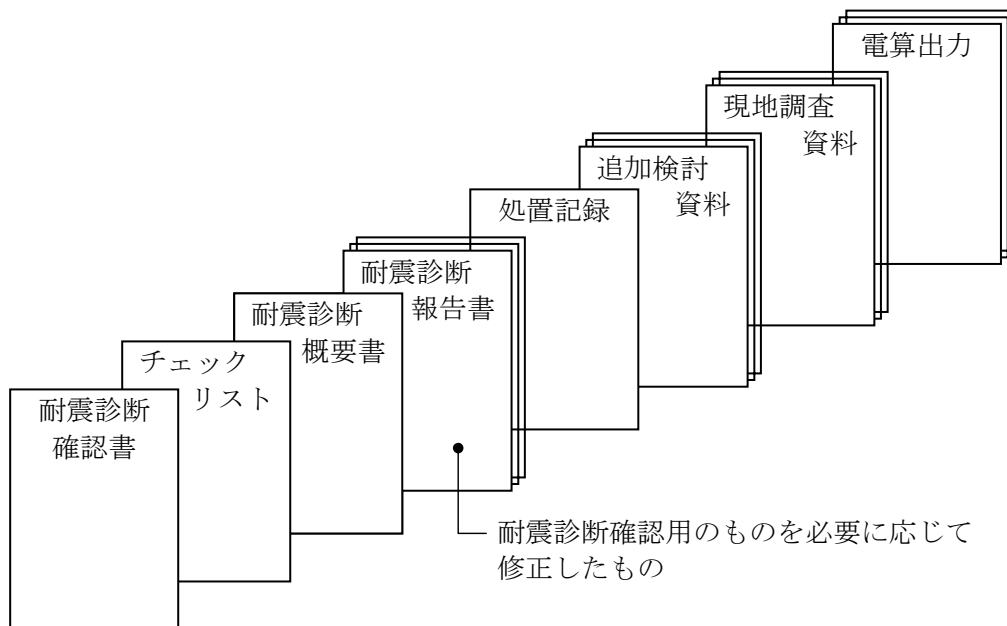 電算出力
現地調査
資料
追加検討
資料
処置記録
耐震診断
報告書
耐震診断
概要書
チェック
リスト
耐震診断
確認書
耐震診断確認用のものを必要に応じて
修正したもの